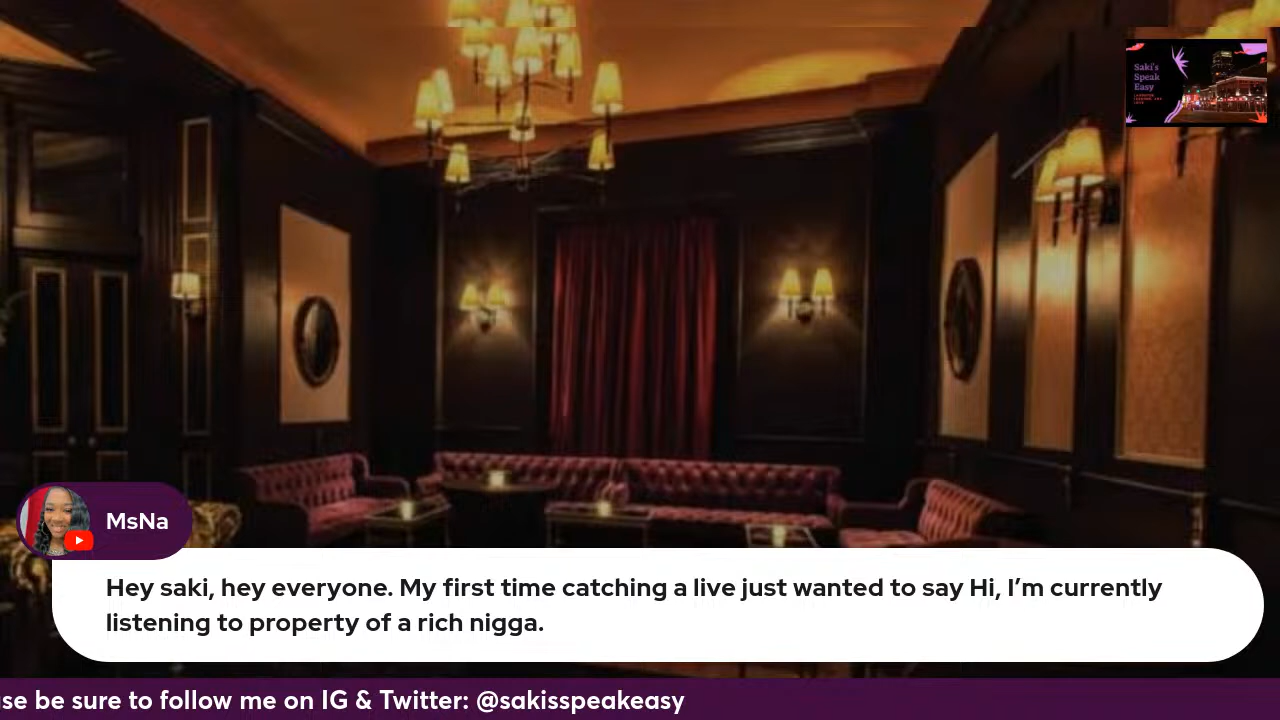 Saki's
Speak
Easy
MsNa
Hey saki, hey everyone. My first time catching a live just wanted to say Hi, I’m currently
listening to property of a rich nigga.
se be sure to follow me on IG & Twitter: @sakisspeakeasy